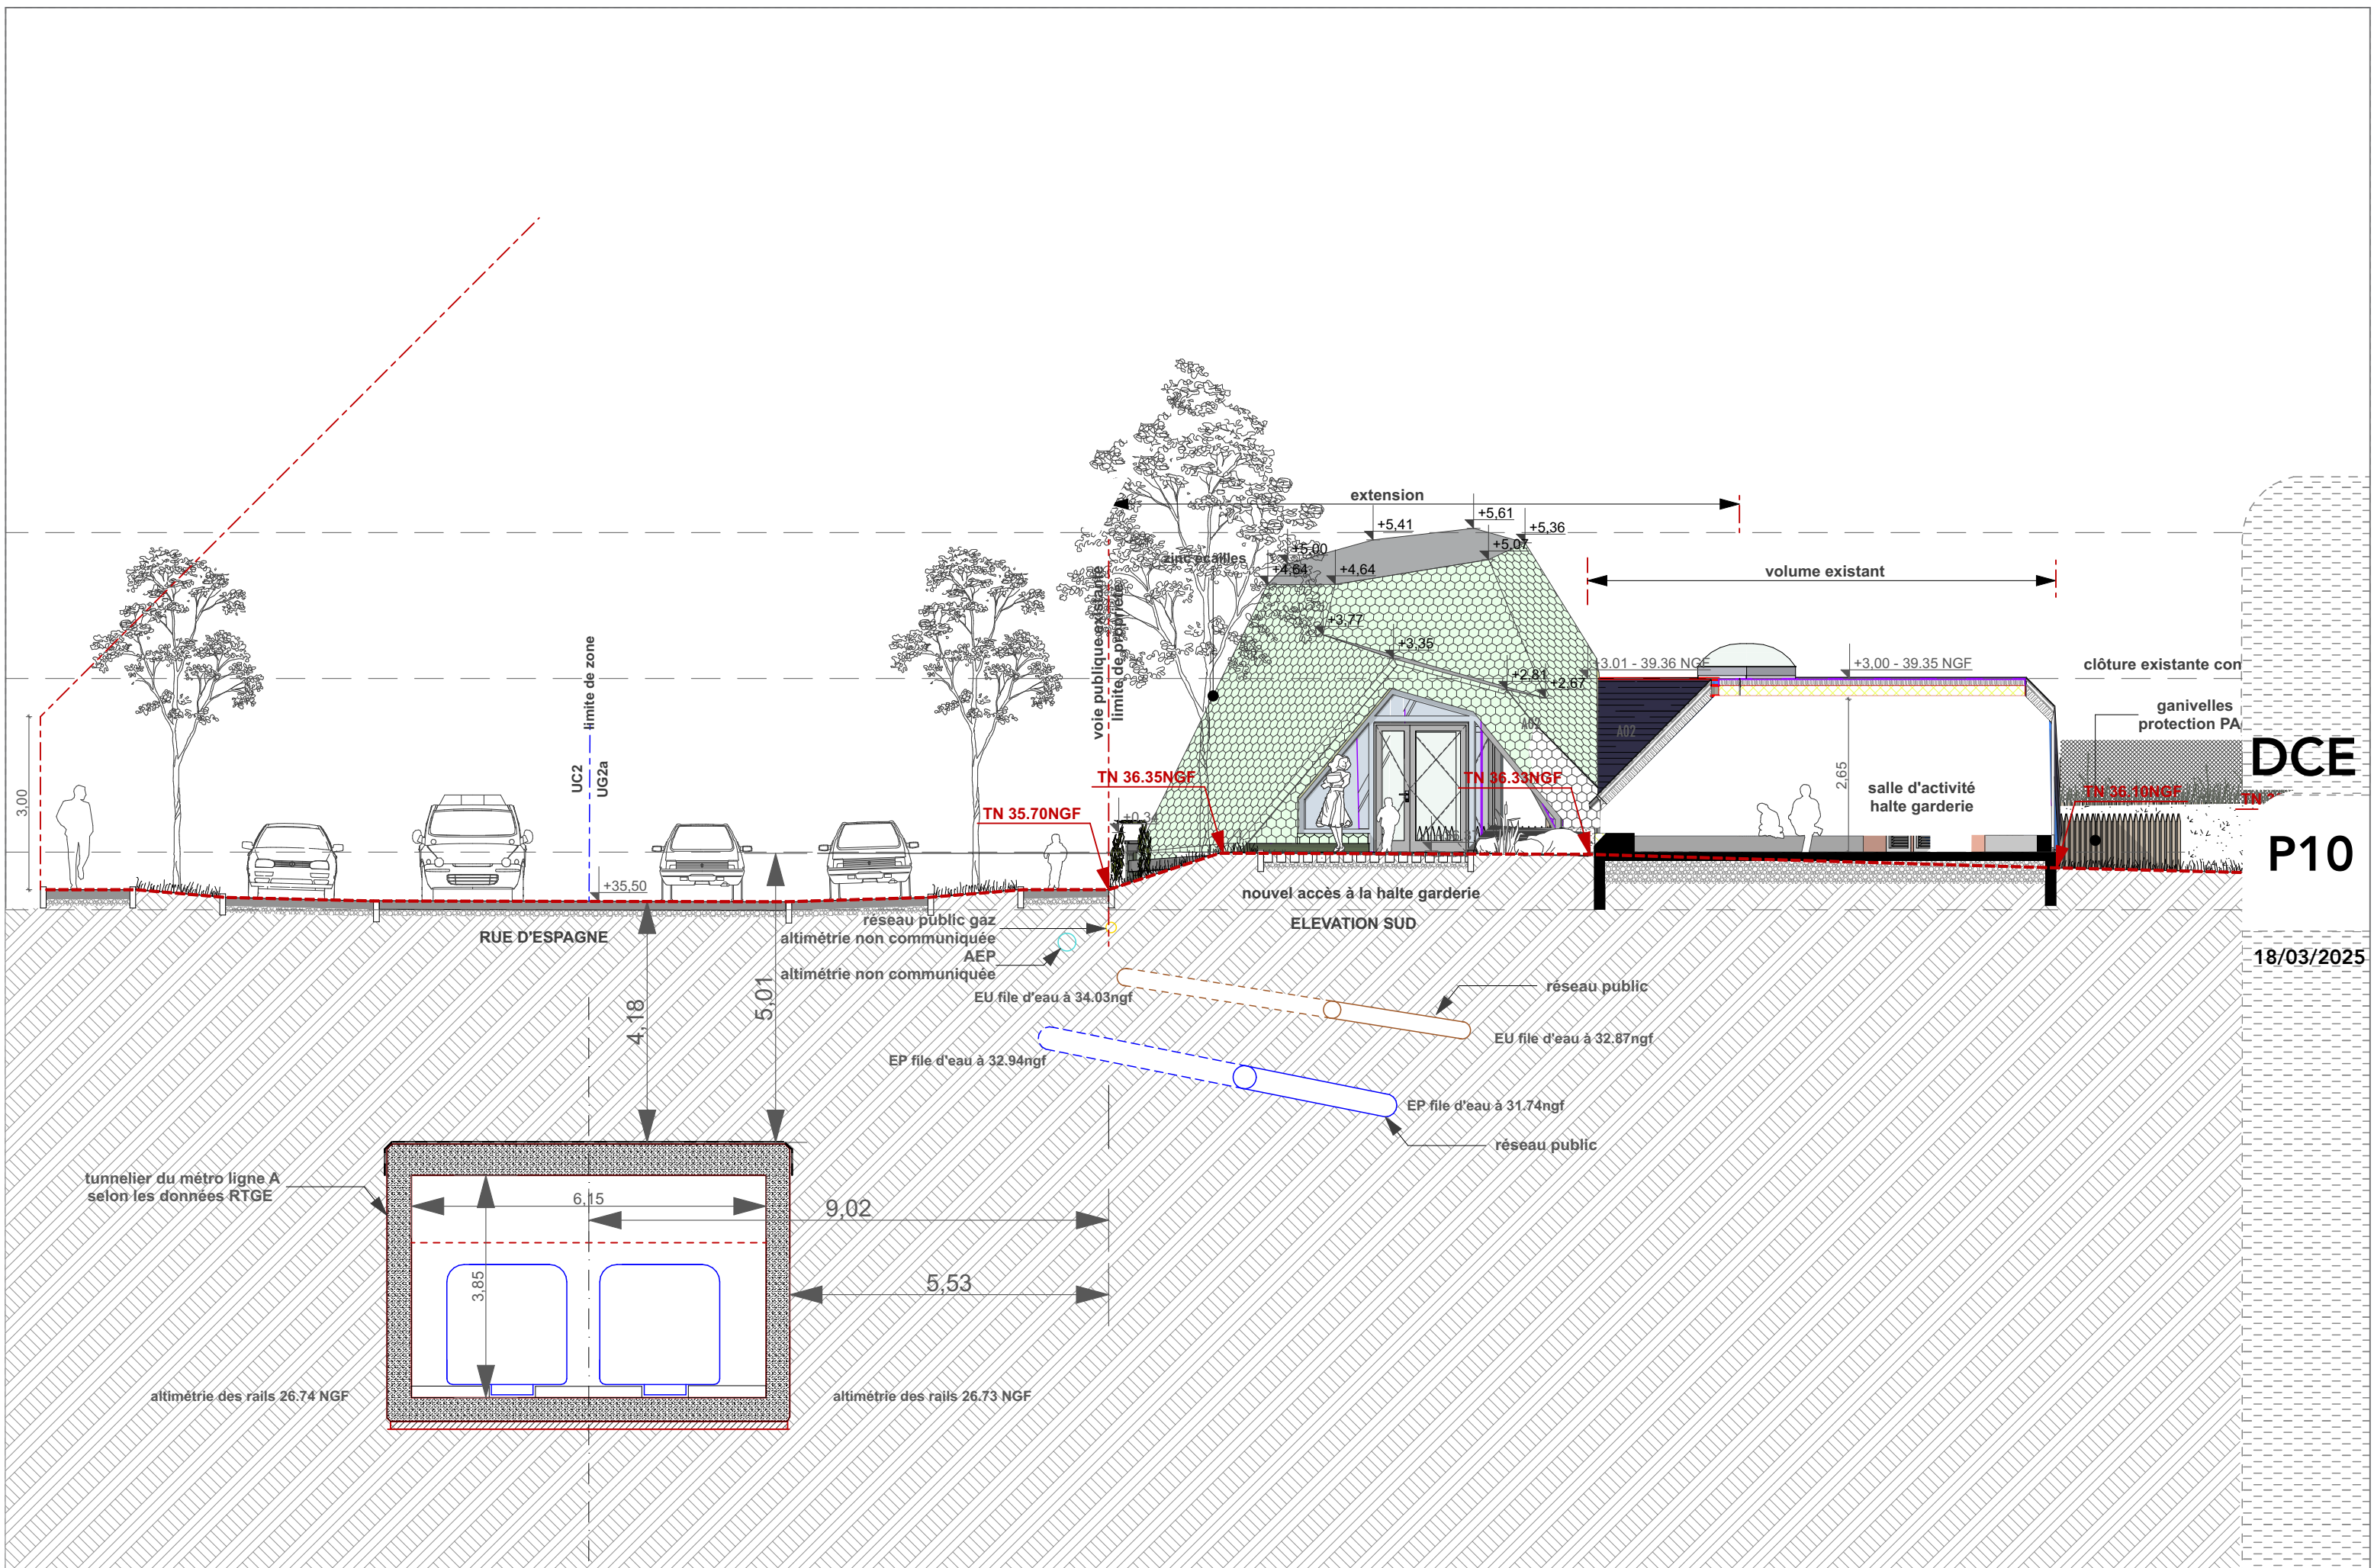 extension
+5,61
+5,41
+5,36
+5,07
+5,00
zinc écailles
+4,64
+4,64
volume existant
voie publique existante
limite de propriété
+3,77
+3,35
+2,81
+2,67
+3.01 - 39.36 NGF
+3,00 - 39.35 NGF
clôture existante con
ganivelles
protection PA
limite de zone
UC2
UG2a
A02
A02
DCE
TN 36.35NGF
TN 36.33NGF
2,65
salle d'activité
halte garderie
TN 36.10NGF
TN
3,00
TN 35.70NGF
+0,34
P10
+35,50
nouvel accès à la halte garderie
ELEVATION SUD
RUE D'ESPAGNE
réseau public gaz
altimétrie non communiquée
AEP
altimétrie non communiquée
18/03/2025
4,18
5,01
EU file d'eau à 34.03ngf
réseau public
EU file d'eau à 32.87ngf
EP file d'eau à 32.94ngf
EP file d'eau à 31.74ngf
réseau public
tunnelier du métro ligne A
selon les données RTGE
6,15
9,02
3,85
5,53
altimétrie des rails 26.74 NGF
altimétrie des rails 26.73 NGF